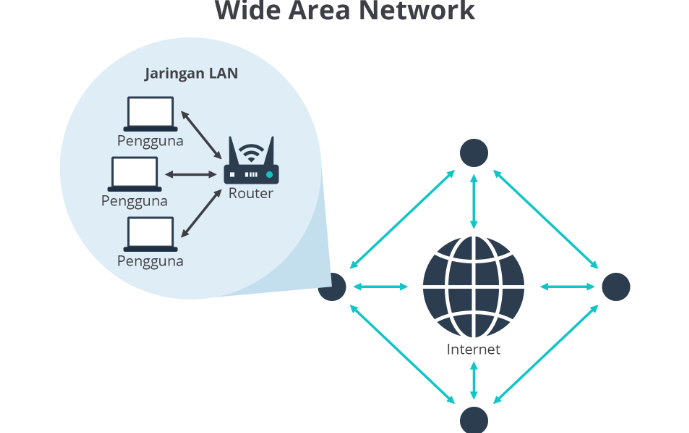 Wide Area Network
Jaringan LAN
Pengguna
Pengguna
Router
Pengguna
Internet